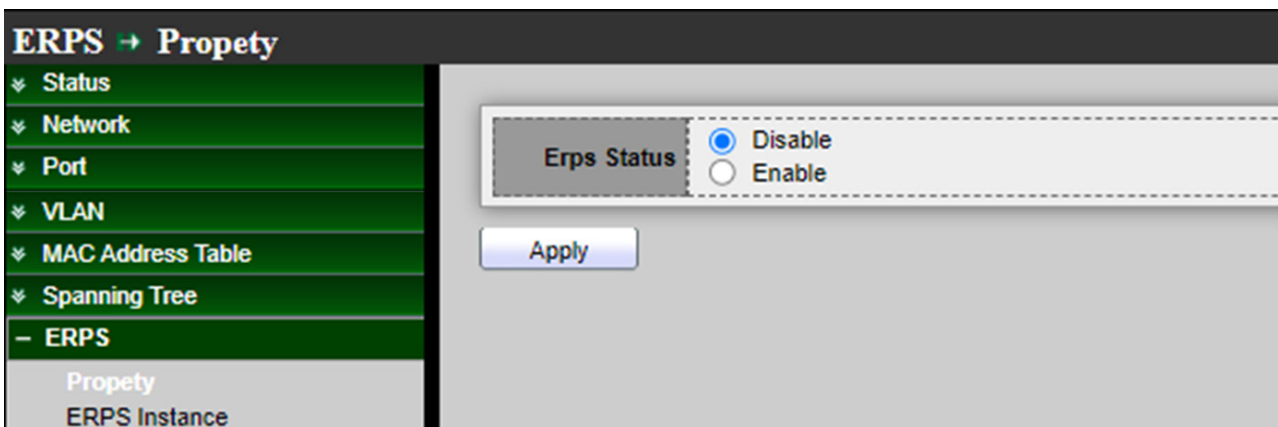 ERPS → Propety
Status
Network
Port
VLAN
MAC Address Table
Spanning Tree
ERPS
Propety
ERPS Instance
Erps Status
Disable
Enable
Apply